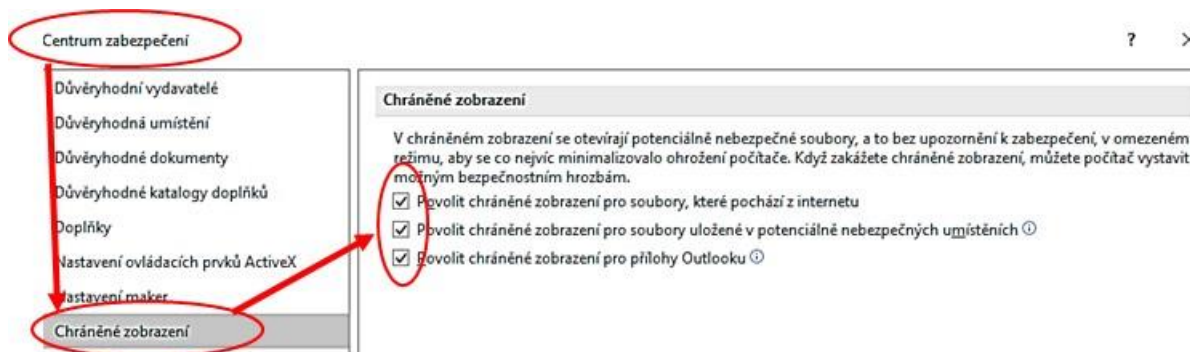 Centrum zabezpečení
?
Důvěryhodní vydavatelé
Důvěryhodná umístění
Důvěryhodné dokumenty
Důvěryhodné katalogy doplňků
Doplňky
Nastavení ovládacích prvků ActiveX
Nastavení maker
Chráněné zobrazení
Chráněné zobrazení
V chráněném zobrazení se otevírají potenciálně nebezpečné soubory, a to bez upozornění k zabezpečení, v omezeném
režimu, aby se co nejvíc minimalizovalo ohrožení počítače. Když zakážete chráněné zobrazení, můžete počítač vystavit
možným bezpečnostním hrozbám.
Povolit chráněné zobrazení pro soubory, které pochází z internetu
Povolit chráněné zobrazení pro soubory uložené v potenciálně nebezpečných umístěních
Povolit chráněné zobrazení pro přílohy Outlooku